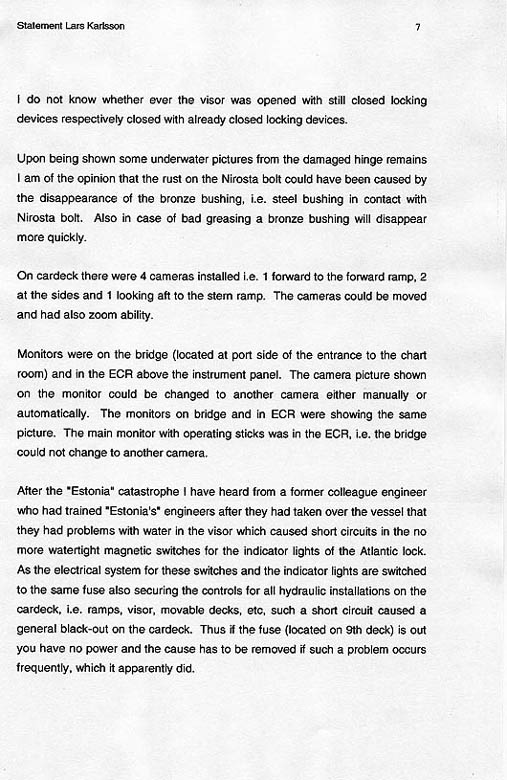 Statement Lars Karlsson 7
I do not know whether ever the visor was opened with still closed locking
devices respectively closed with already closed locking devices.
Upon being shown some underwater pictures from the damaged hinge remains
I am of the opinion that the rust on the Nirosta bolt could have been caused by
the disappearance of the bronze bushing, i.e. steel bushing in contact with
Nirosta bolt. Also in case of bad greasing a bronze bushing will disappear
more quickly.
On cardeck there were 4 cameras installed i.e. 1 forward to the forward ramp, 2
at the sides and 1 looking aft to the stern ramp. The cameras could be moved
and had also zoom ability.
Monitors were on the bridge (located at port side of the entrance to the chart
room) and in the ECR above the instrument panel. The camera picture shown
on the monitor could be changed to another camera either manually or
automatically. The monitors on bridge and in ECR were showing the same
picture. The main monitor with operating sticks was in the ECR, i.e. the bridge
could not change to another camera.
After the "Estonia" catastrophe I have heard from a former colleague engineer
who had trained "Estonia's" engineers after they had taken over the vessel that
they had problems with water in the visor which caused short circuits in the no
more watertight magnetic switches for the indicator lights of the Atlantic lock.
As the electrical system for these switches and the indicator lights are switched
to the same fuse also securing the controls for all hydraulic installations on the
cardeck, i.e. ramps, visor, movable decks, etc, such a short circuit caused a
general black-out on the cardeck. Thus if the fuse (located on 9th deck) is out
you have no power and the cause has to be removed if such a problem occurs
frequently, which it apparently did.